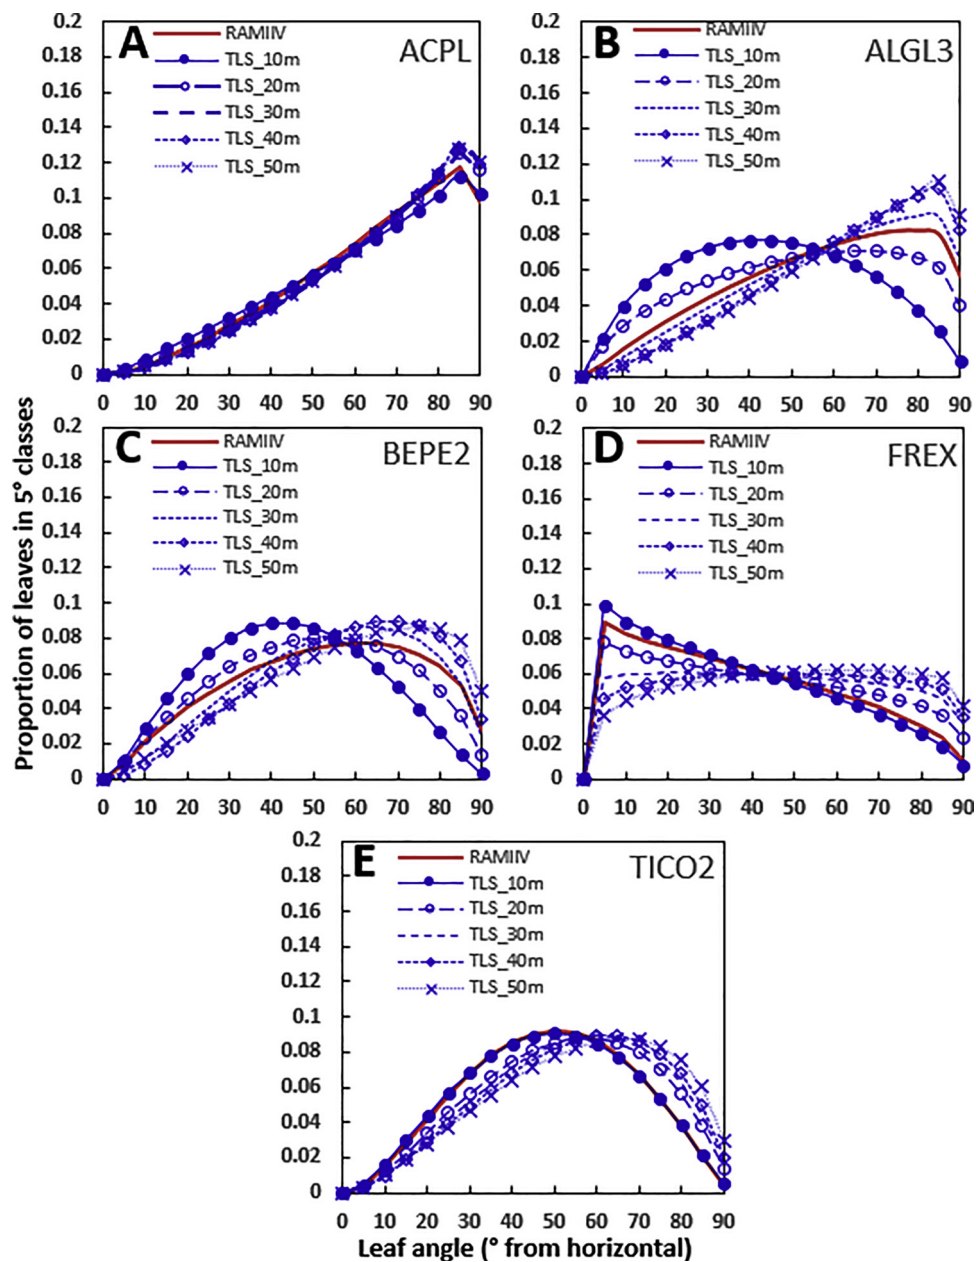 A
ACPL
RAMIIV
TLS_10m
TLS_20m
TLS_30m
TLS_40m
TLS_50m
0.2
0.18
0.16
0.14
0.12
0.1
0.08
0.06
0.04
0.02
0
0 10 20 30 40 50 60 70 80 90
B
ALGL3
RAMIIV
TLS_10m
TLS_20m
TLS_30m
TLS_40m
TLS_50m
0.2
0.18
0.16
0.14
0.12
0.1
0.08
0.06
0.04
0.02
0
0 10 20 30 40 50 60 70 80 90
C
BEPE2
RAMIIV
TLS_10m
TLS_20m
TLS_30m
TLS_40m
TLS_50m
0.2
0.18
0.16
0.14
0.12
0.1
0.08
0.06
0.04
0.02
0
0 10 20 30 40 50 60 70 80 90
D
FREX
RAMIIV
TLS_10m
TLS_20m
TLS_30m
TLS_40m
TLS_50m
0.2
0.18
0.16
0.14
0.12
0.1
0.08
0.06
0.04
0.02
0
0 10 20 30 40 50 60 70 80 90
Proportion of leaves in 5° classes
E
TICO2
RAMIIV
TLS_10m
TLS_20m
TLS_30m
TLS_40m
TLS_50m
0.2
0.18
0.16
0.14
0.12
0.1
0.08
0.06
0.04
0.02
0
0 10 20 30 40 50 60 70 80 90
Leaf angle (° from horizontal)